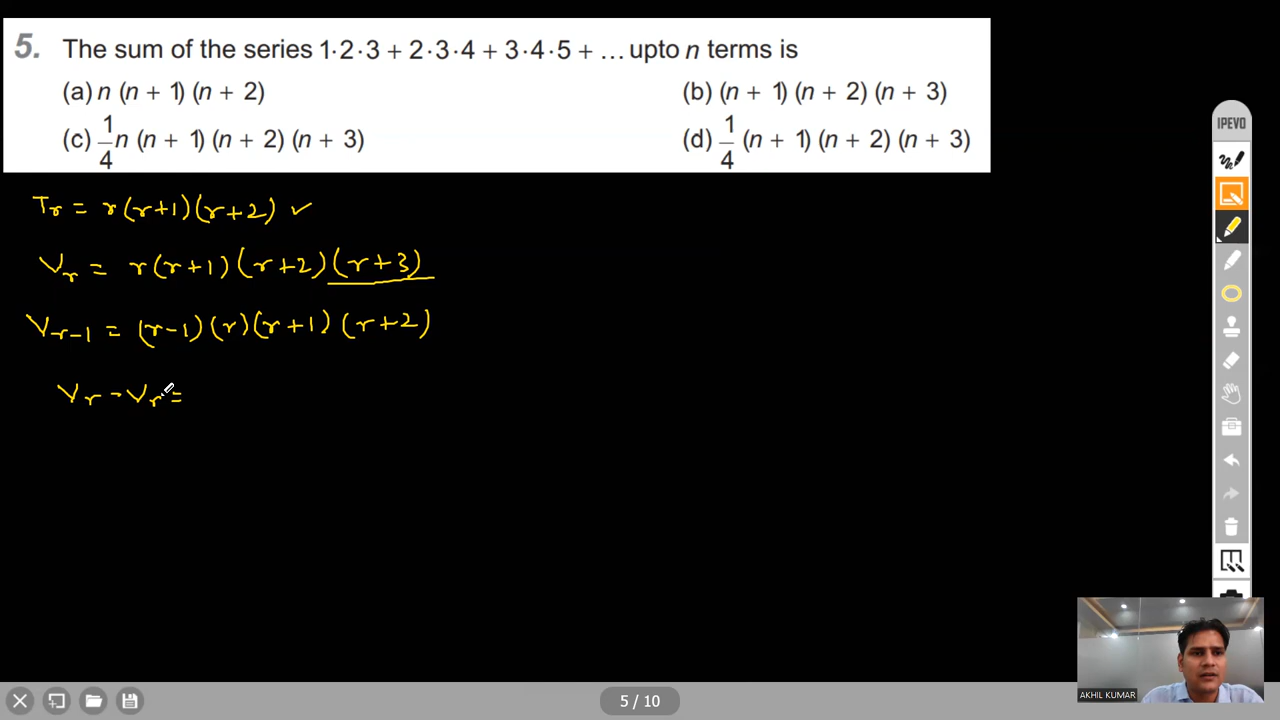 5. The sum of the series 1·2·3 + 2·3·4 + 3·4·5 + ... upto n terms is
(a) n (n + 1) (n + 2) (b) (n + 1) (n + 2) (n + 3)
(c) 1/4 n (n + 1) (n + 2) (n + 3) (d) 1/4 (n + 1) (n + 2) (n + 3)
Tr = r(r+1)(r+2) ✓
Vr = r(r+1)(r+2)(r+3)
Vr-1 = (r-1)(r)(r+1)(r+2)
Vr - Vr =
IPEVO
AKHIL KUMAR
5 / 10